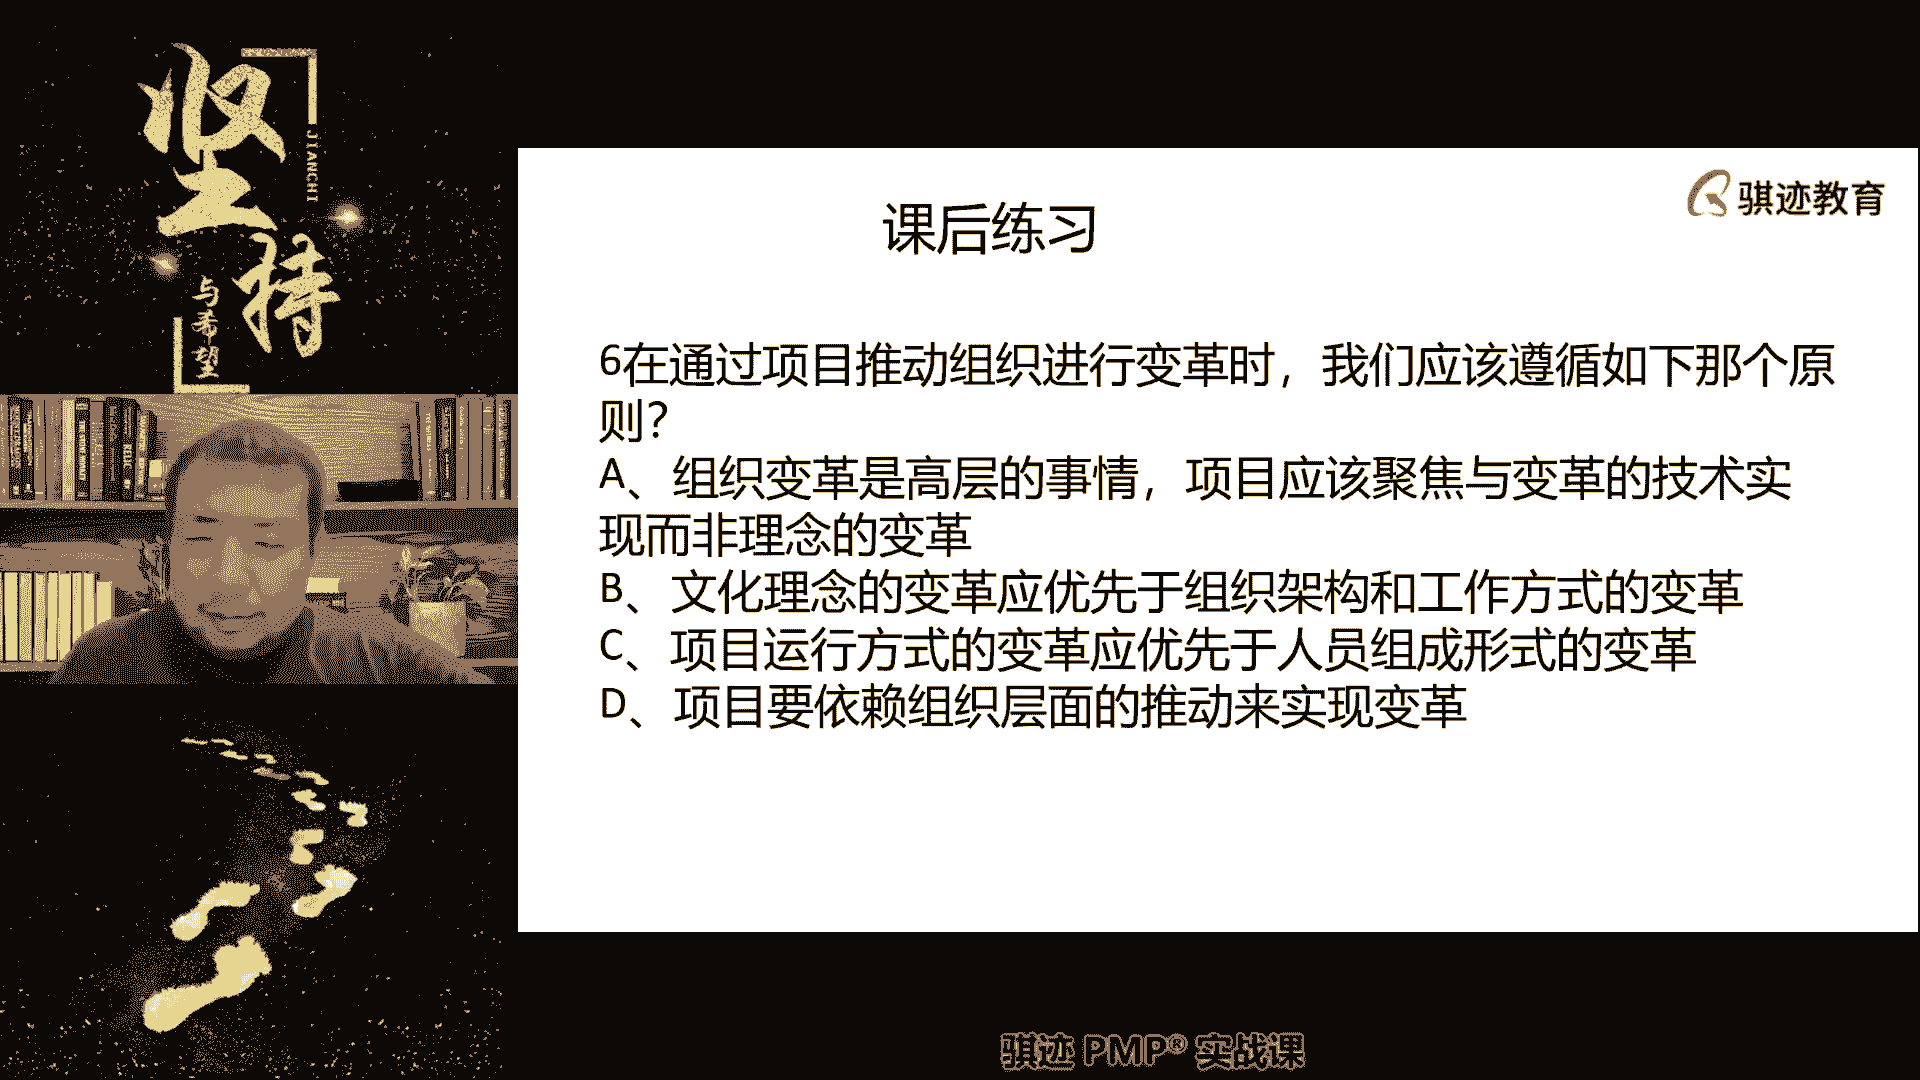 坚持
JIANCHI
与希望
骐迹教育
课后练习
6在通过项目推动组织进行变革时，我们应该遵循如下那个原
则？
A、组织变革是高层的事情，项目应该聚焦与变革的技术实
现而非理念的变革
B、文化理念的变革应优先于组织架构和工作方式的变革
C、项目运行方式的变革应优先于人员组成形式的变革
D、项目要依赖组织层面的推动来实现变革
骐迹 PMP® 实战课